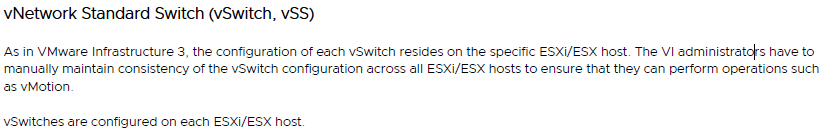 vNetwork Standard Switch (vSwitch, vSS)
As in VMware Infrastructure 3, the configuration of each vSwitch resides on the specific ESXi/ESX host. The VI administrators have to
manually maintain consistency of the vSwitch configuration across all ESXi/ESX hosts to ensure that they can perform operations such
as vMotion.
vSwitches are configured on each ESXi/ESX host.